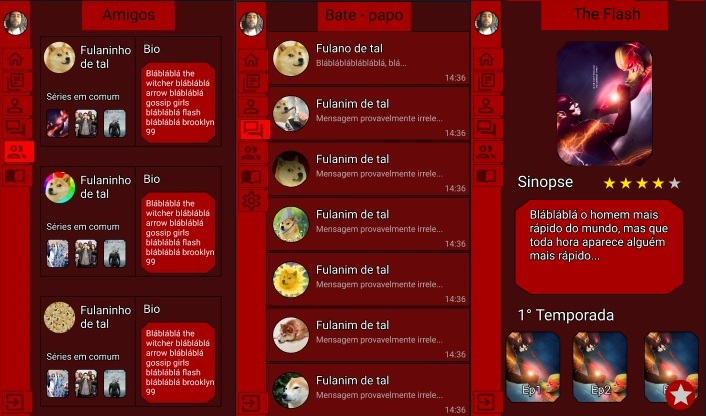 Amigos
Fulaninho
de tal
Bio
Bláblábla the
witcher blábláblá
arrow blábláblá
gossip girls
blábláblá flash
blábláblá brooklyn
99
Séries em comum
Fulaninho
de tal
Bio
Bláblábla the
witcher blábláblá
arrow blábláblá
gossip girls
blábláblá flash
blábláblá brooklyn
99
Séries em comum
Fulaninho
de tal
Bio
Bláblábla the
witcher blábláblá
arrow blábláblá
gossip girls
blábláblá flash
blábláblá brooklyn
99
Séries em comum
Bate - papo
Fulano de tal
Blábláblábláblábla, blá...
14:36
Fulanim de tal
Mensagem provavelmente irrele...
14:36
Fulanim de tal
Mensagem provavelmente irrele...
14:36
Fulanim de tal
Mensagem provavelmente irrele...
14:36
Fulanim de tal
Mensagem provavelmente irrele...
14:36
Fulanim de tal
Mensagem provavelmente irrele...
14:36
Fulanim de tal
Mensagem provavelmente irrele...
14:36
The Flash
Sinopse
Blábláblá o homem mais
rápido do mundo, mas que
toda hora aparece alguém
mais rápido...
1° Temporada
Ep1
Ep2